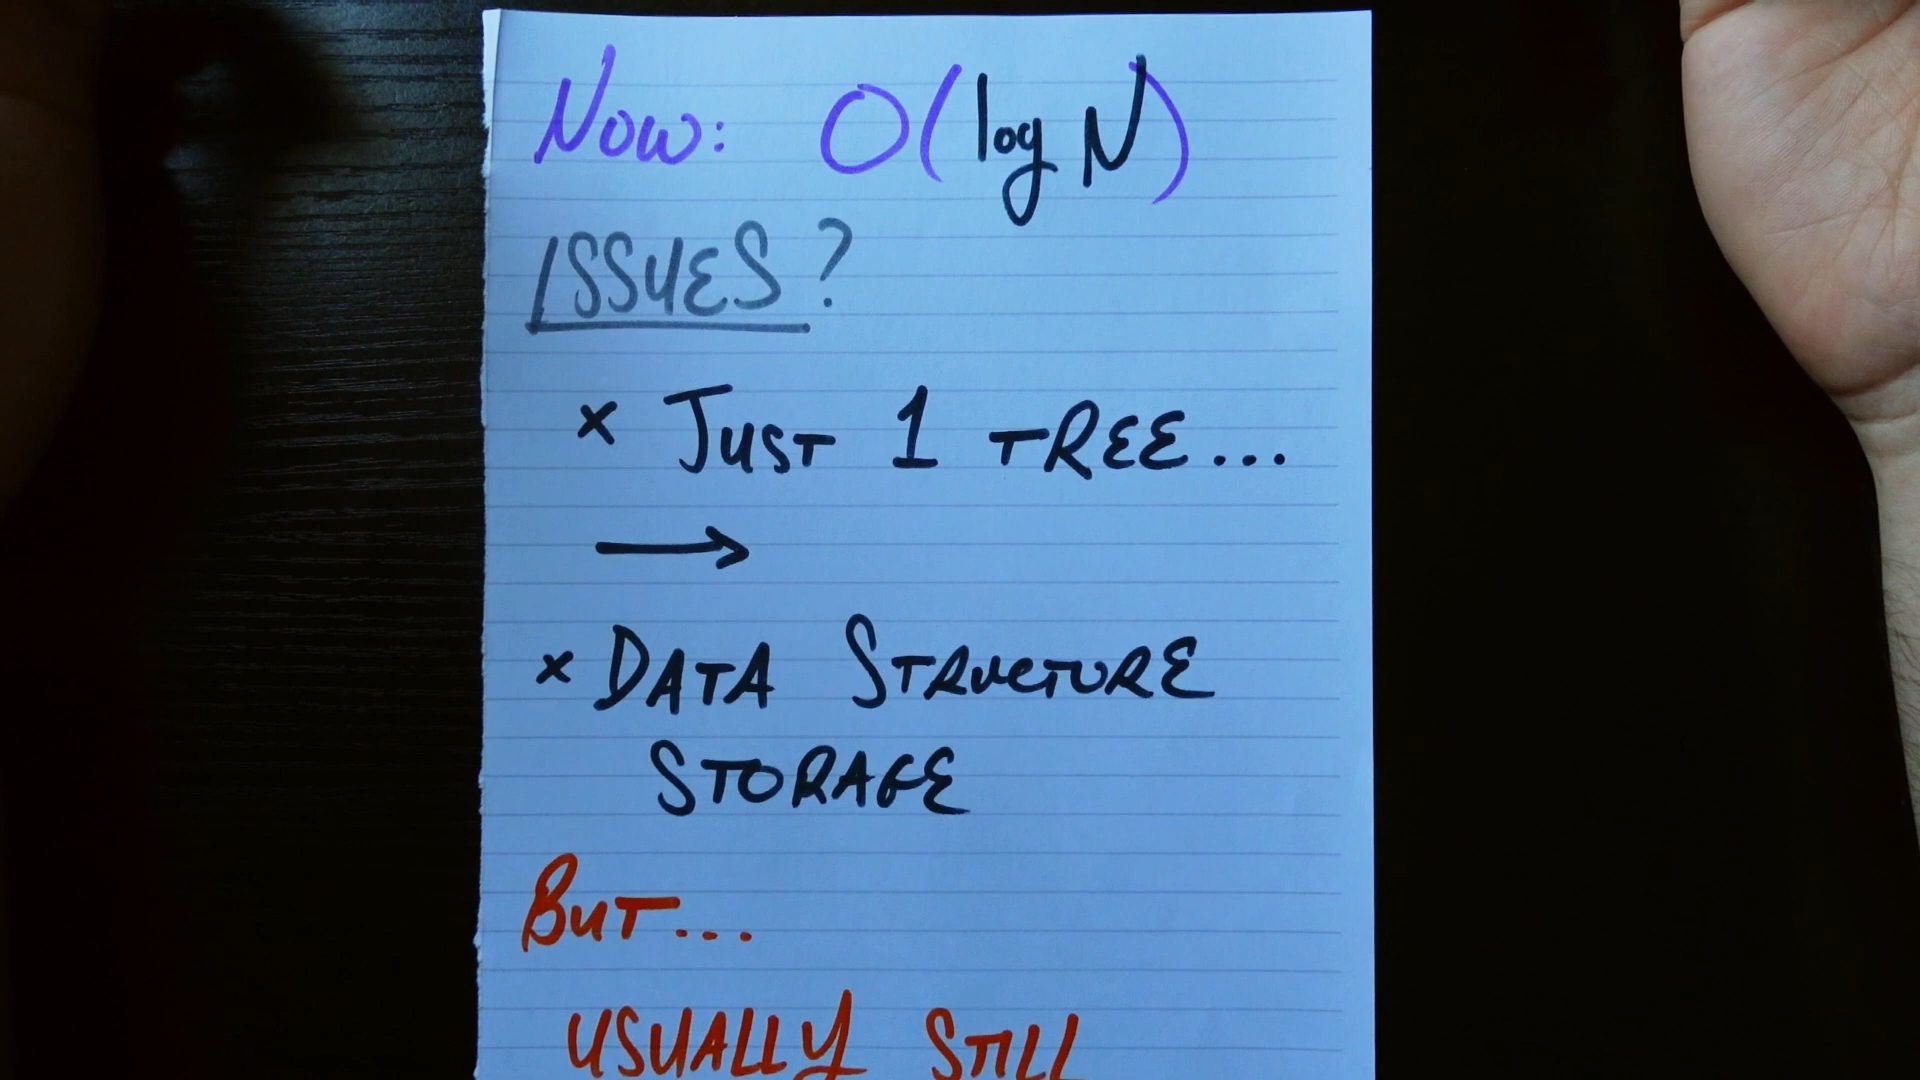 Now: O(log N)
ISSUES?
× JUST 1 TREE...
→
× DATA STRUCTURE
STORAGE
BUT...
USUALLY STILL